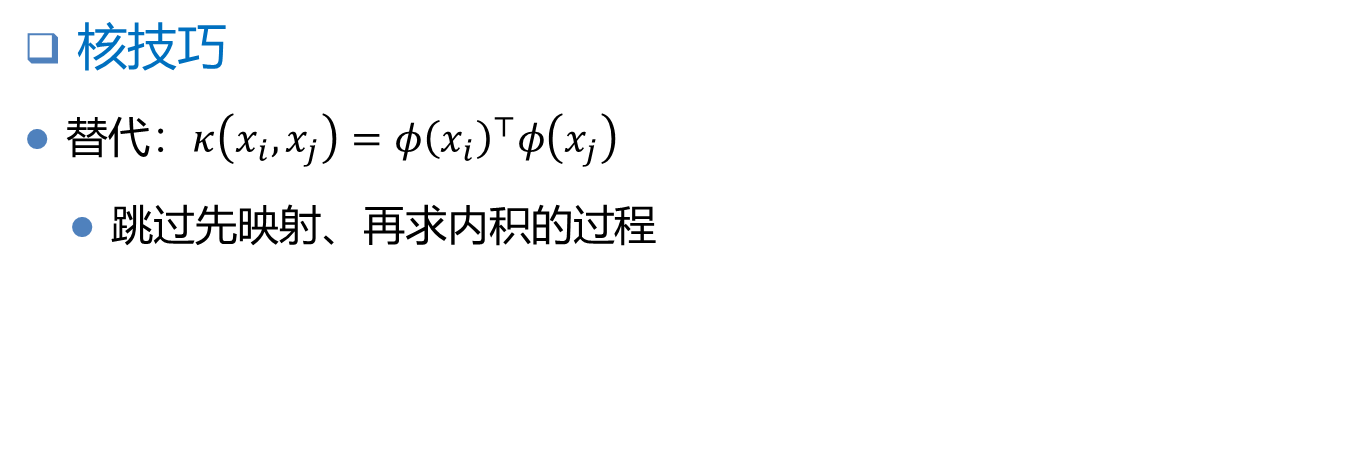 核技巧
替代：κ(xᵢ, xⱼ) = ϕ(xᵢ)ᵀϕ(xⱼ)
跳过先映射、再求内积的过程